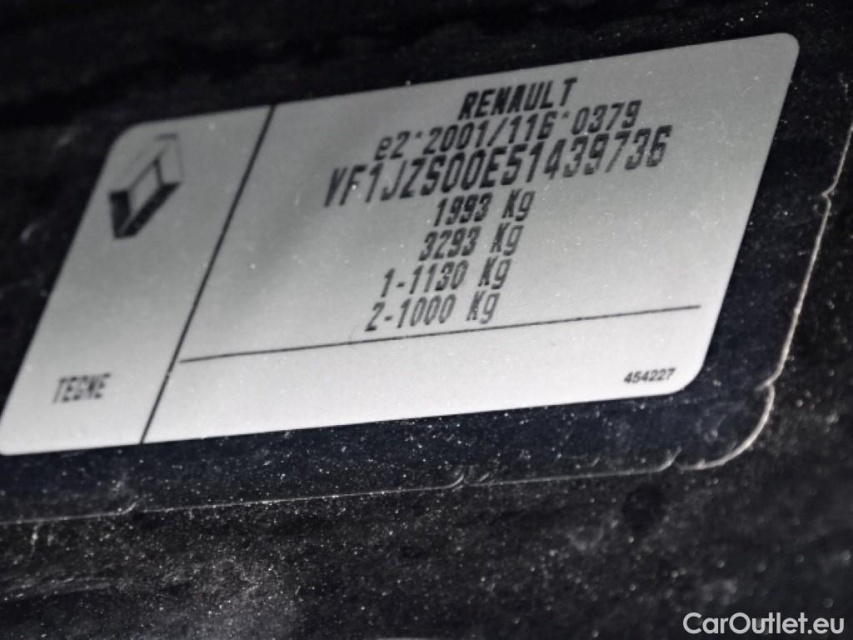 RENAULT
e2*2001/116*0379
VF1JZS00E51439736
1993 Kg
3293 Kg
1-1130 Kg
2-1000 Kg
TEGNE
454227
CarOutlet.eu